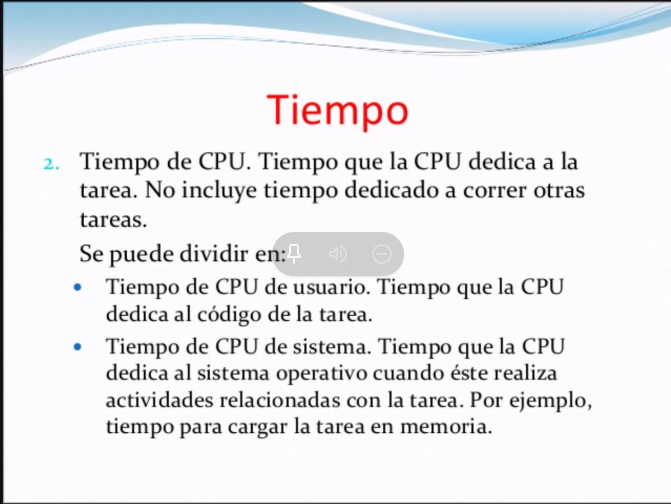 Tiempo
2. Tiempo de CPU. Tiempo que la CPU dedica a la
tarea. No incluye tiempo dedicado a correr otras
tareas.
Se puede dividir en:
• Tiempo de CPU de usuario. Tiempo que la CPU
dedica al código de la tarea.
• Tiempo de CPU de sistema. Tiempo que la CPU
dedica al sistema operativo cuando éste realiza
actividades relacionadas con la tarea. Por ejemplo,
tiempo para cargar la tarea en memoria.